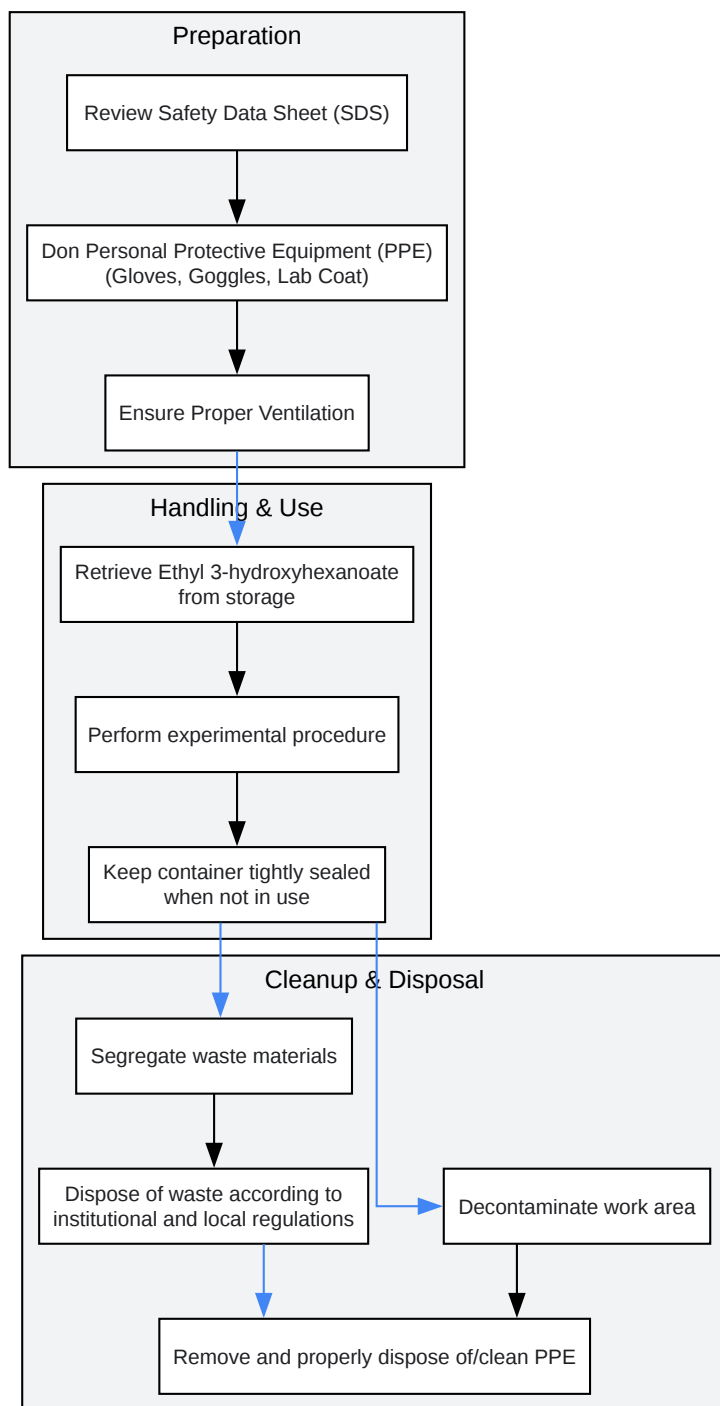 Preparation
Review Safety Data Sheet (SDS)
Don Personal Protective Equipment (PPE)
(Gloves, Goggles, Lab Coat)
Ensure Proper Ventilation
Handling & Use
Retrieve Ethyl 3-hydroxyhexanoate
from storage
Perform experimental procedure
Keep container tightly sealed
when not in use
Cleanup & Disposal
Segregate waste materials
Dispose of waste according to
institutional and local regulations
Decontaminate work area
Remove and properly dispose of/clean PPE